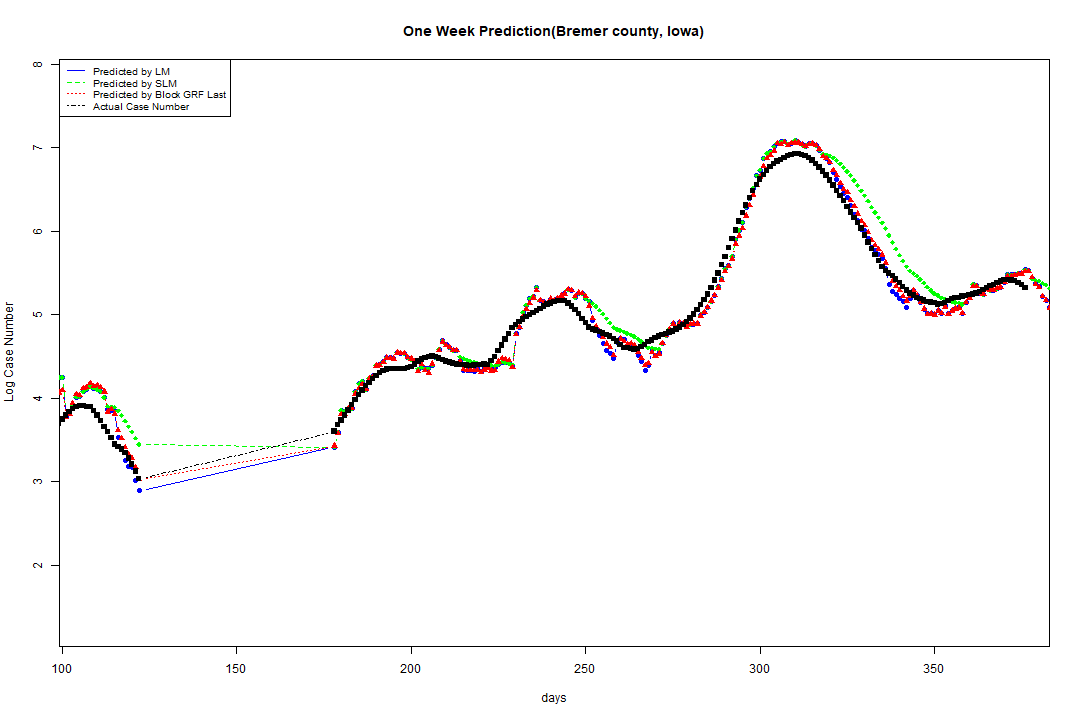 One Week Prediction(Bremer county, Iowa)
Predicted by LM
Predicted by SLM
Predicted by Block GRF Last
Actual Case Number
8
7
6
5
4
3
2
Log Case Number
100 150 200 250 300 350
days